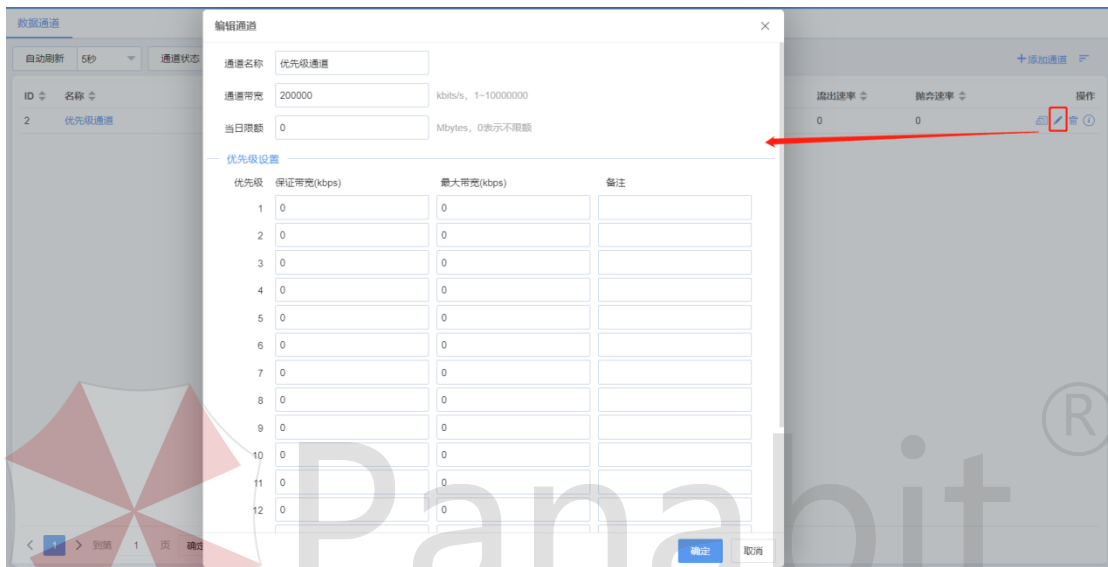 数据通道
编辑通道
自动刷新 5秒 通道状态
+添加通道
通道名称 优先级通道
通道带宽 200000 kbits/s, 1~10000000
当日限额 0 Mbytes, 0表示不限额
ID 名称 流出速率 抛弃速率 操作
2 优先级通道 0 0
优先级设置
优先级 保证带宽(kbps) 最大带宽(kbps) 备注
1 0 0
2 0 0
3 0 0
4 0 0
5 0 0
6 0 0
7 0 0
8 0 0
9 0 0
10 0 0
11 0 0
12 0 0
1 到第 1 页 确定
确定 取消
Panabit ®